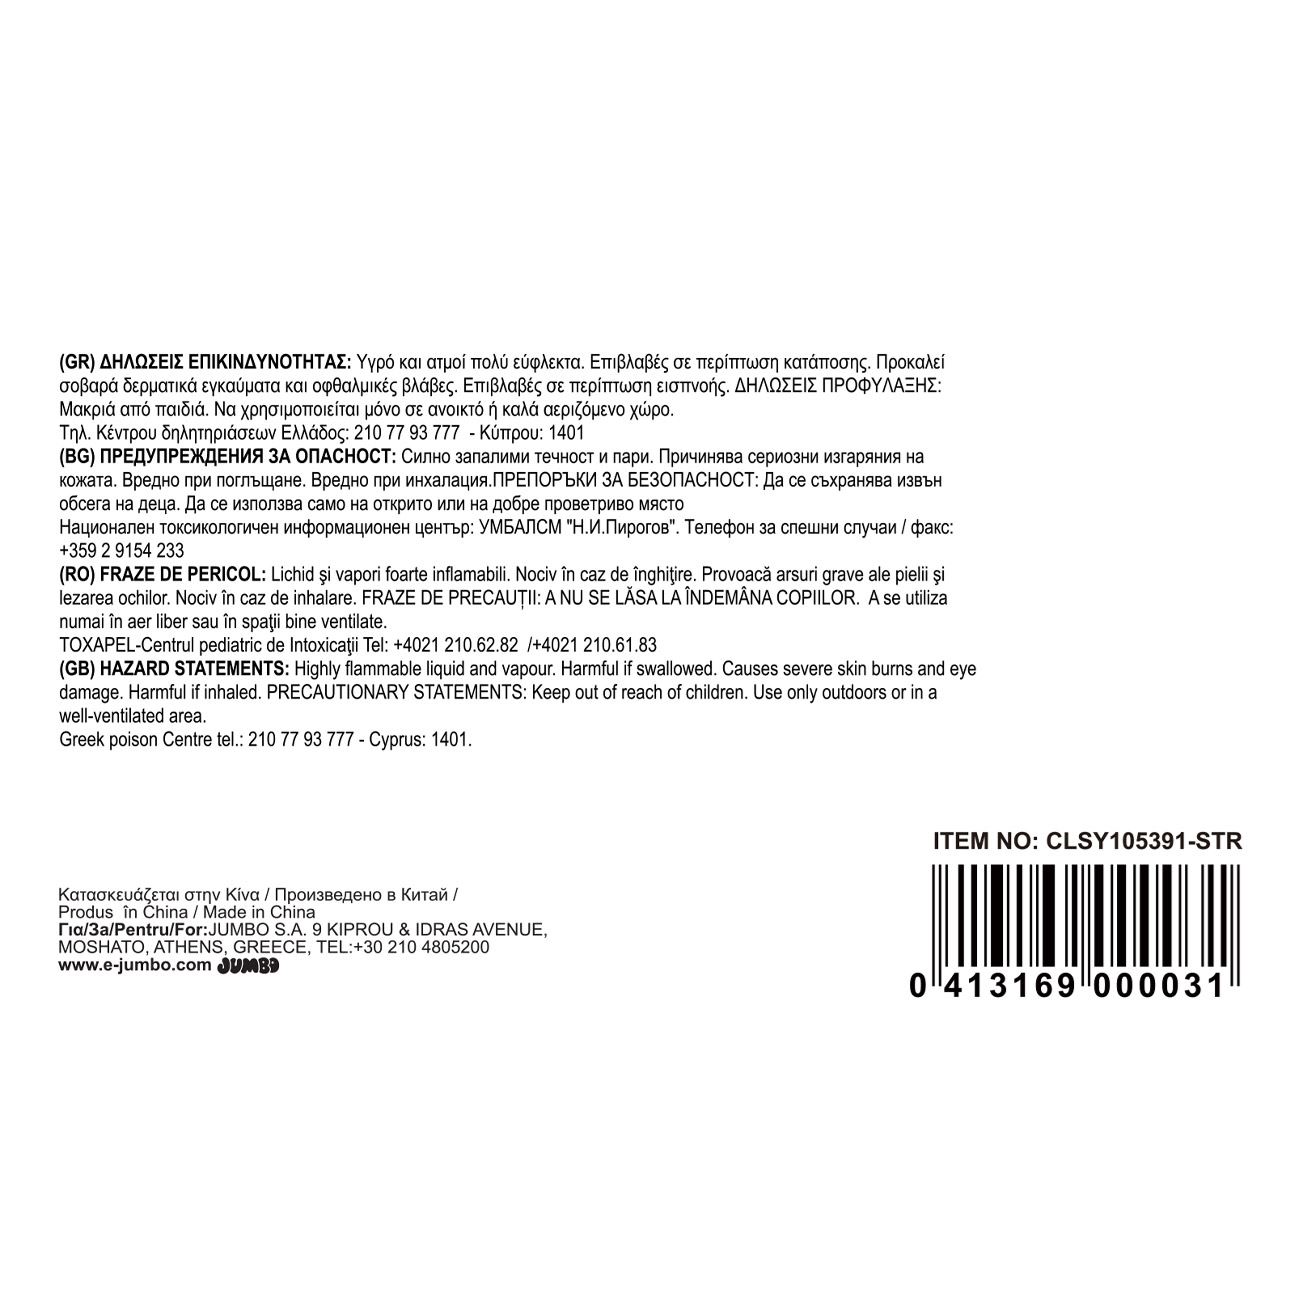 (GR) ΔΗΛΩΣΕΙΣ ΕΠΙΚΙΝΔΥΝΟΤΗΤΑΣ: Υγρό και ατμοί πολύ εύφλεκτα. Επιβλαβές σε περίπτωση κατάποσης. Προκαλεί
σοβαρά δερματικά εγκαύματα και οφθαλμικές βλάβες. Επιβλαβές σε περίπτωση εισπνοής. ΔΗΛΩΣΕΙΣ ΠΡΟΦΥΛΑΞΗΣ:
Μακριά από παιδιά. Να χρησιμοποιείται μόνο σε ανοικτό ή καλά αεριζόμενο χώρο.
Τηλ. Κέντρου δηλητηριάσεων Ελλάδος: 210 77 93 777 - Κύπρου: 1401
(BG) ПРЕДУПРЕЖДЕНИЯ ЗА ОПАСНОСТ: Силно запалими течност и пари. Причинява сериозни изгаряния на
кожата. Вредно при поглъщане. Вредно при инхалация.ПРЕПОРЪКИ ЗА БЕЗОПАСНОСТ: Да се съхранява извън
обсега на деца. Да се използва само на открито или на добре проветриво място
Национален токсикологичен информационен център: УМБАЛСМ "Н.И.Пирогов". Телефон за спешни случаи / факс:
+359 2 9154 233
(RO) FRAZE DE PERICOL: Lichid şi vapori foarte inflamabili. Nociv în caz de înghiţire. Provoacă arsuri grave ale pielii şi
lezarea ochilor. Nociv în caz de inhalare. FRAZE DE PRECAUȚII: A NU SE LĂSA LA ÎNDEMÂNA COPIILOR. A se utiliza
numai în aer liber sau în spaţii bine ventilate.
TOXAPEL-Centrul pediatric de Intoxicaţii Tel: +4021 210.62.82 /+4021 210.61.83
(GB) HAZARD STATEMENTS: Highly flammable liquid and vapour. Harmful if swallowed. Causes severe skin burns and eye
damage. Harmful if inhaled. PRECAUTIONARY STATEMENTS: Keep out of reach of children. Use only outdoors or in a
well-ventilated area.
Greek poison Centre tel.: 210 77 93 777 - Cyprus: 1401.
ITEM NO: CLSY105391-STR
0 413169 000031
Κατασκευάζεται στην Κίνα / Произведено в Китай /
Produs în China / Made in China
Για/За/Pentru/For:JUMBO S.A. 9 KIPROU & IDRAS AVENUE,
MOSHATO, ATHENS, GREECE, TEL:+30 210 4805200
www.e-jumbo.com JUMBO